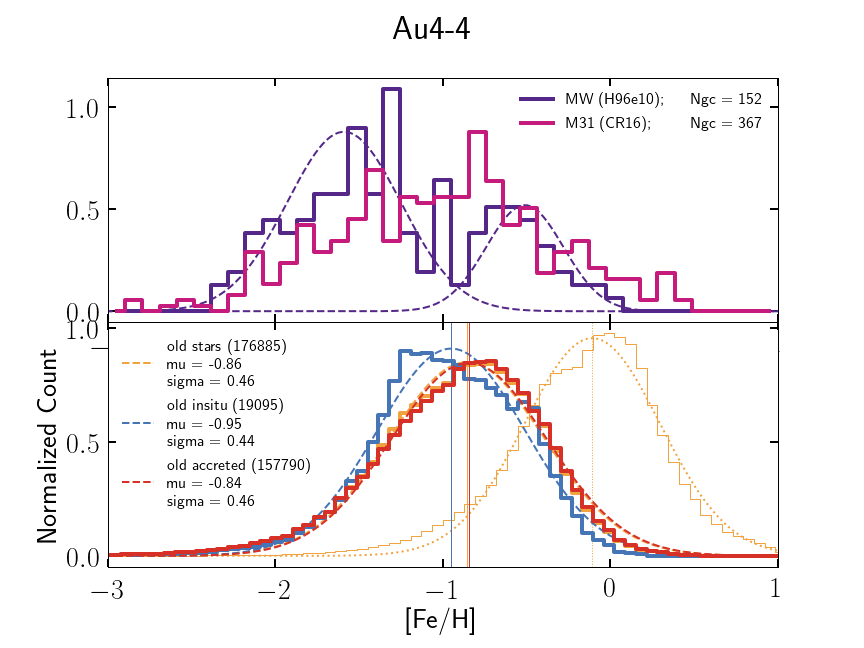 Au4-4
1.0
0.5
0.0
MW (H96e10); Ngc = 152
M31 (CR16); Ngc = 367
1.0
0.5
0.0
Normalized Count
old stars (176885)
mu = -0.86
sigma = 0.46
old insitu (19095)
mu = -0.95
sigma = 0.44
old accreted (157790)
mu = -0.84
sigma = 0.46
−3 −2 −1 0 1
[Fe/H]